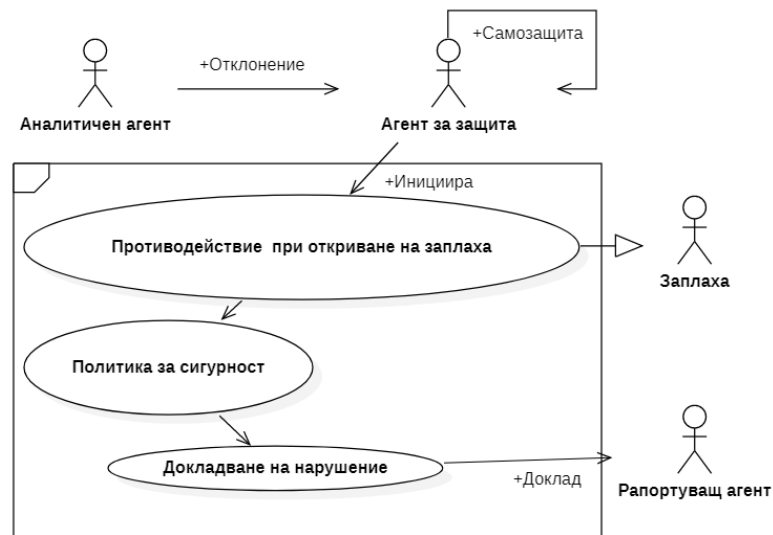 +Самозащита
+Отклонение
Аналитичен агент
Агент за защита
+Инициира
Противодействие при откриване на заплаха
Заплаха
Политика за сигурност
Докладване на нарушение
+Доклад
Рапортуващ агент